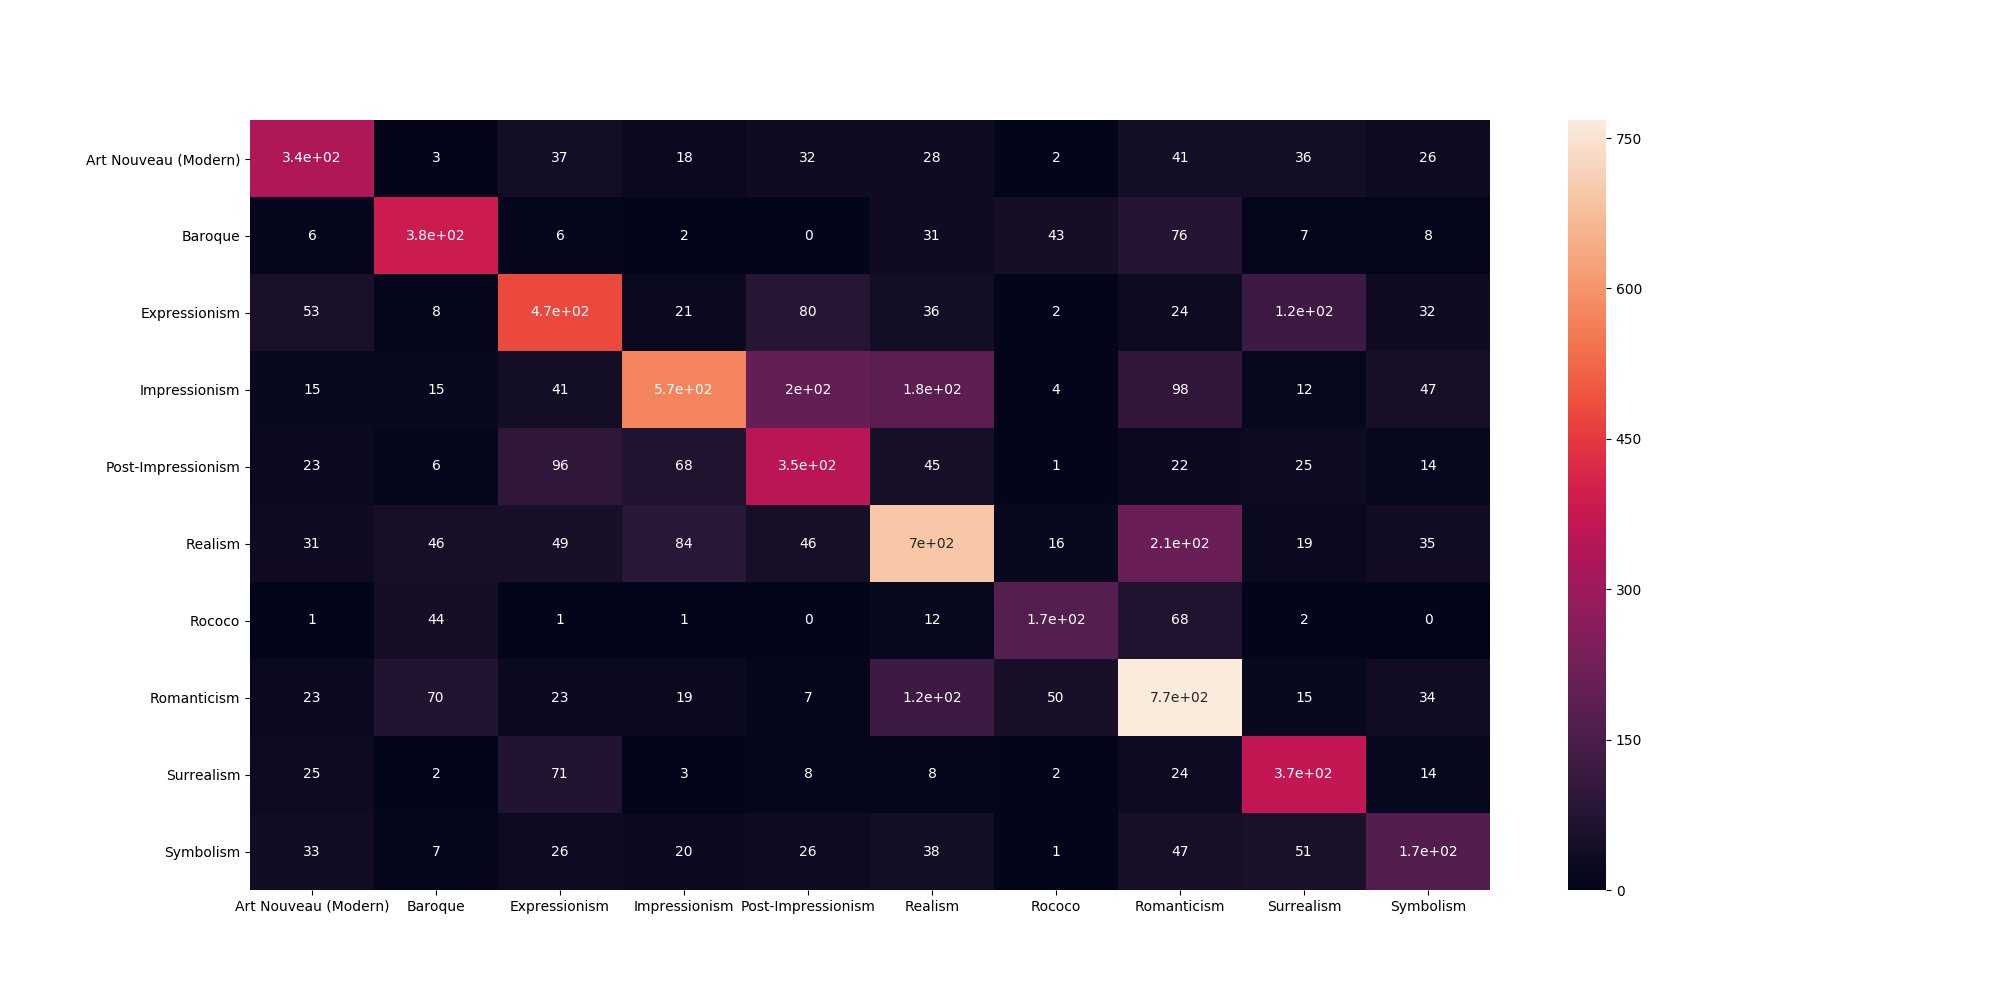 Art Nouveau (Modern) 3.4e+02 3 37 18 32 28 2 41 36 26
Baroque 6 3.8e+02 6 2 0 31 43 76 7 8
Expressionism 53 8 4.7e+02 21 80 36 2 24 1.2e+02 32
Impressionism 15 15 41 5.7e+02 2e+02 1.8e+02 4 98 12 47
Post-Impressionism 23 6 96 68 3.5e+02 45 1 22 25 14
Realism 31 46 49 84 46 7e+02 16 2.1e+02 19 35
Rococo 1 44 1 1 0 12 1.7e+02 68 2 0
Romanticism 23 70 23 19 7 1.2e+02 50 7.7e+02 15 34
Surrealism 25 2 71 3 8 8 2 24 3.7e+02 14
Symbolism 33 7 26 20 26 38 1 47 51 1.7e+02
Art Nouveau (Modern) Baroque Expressionism Impressionism Post-Impressionism Realism Rococo Romanticism Surrealism Symbolism
750
600
450
300
150
0